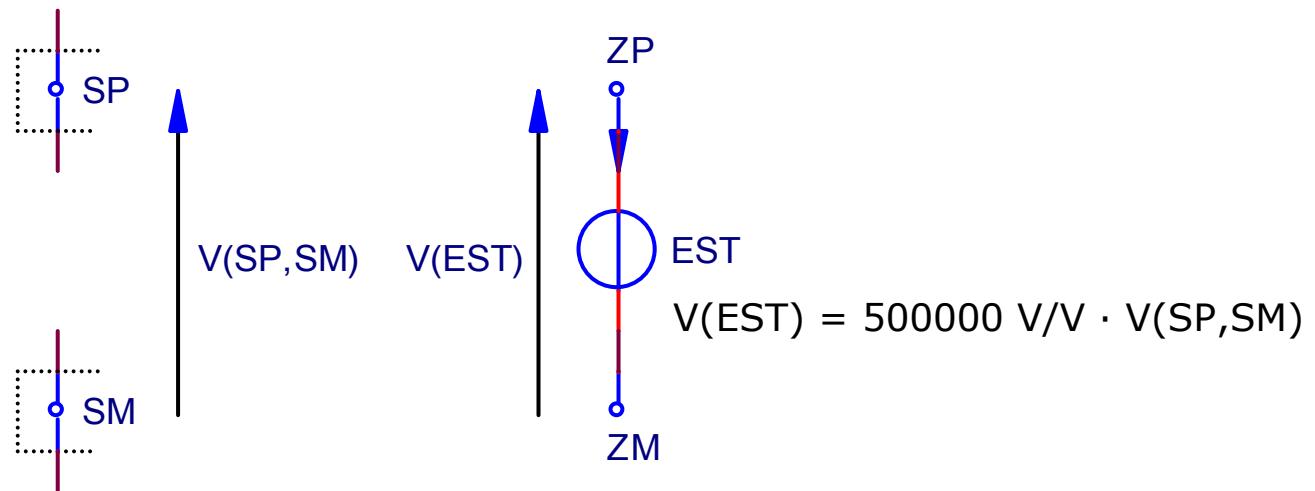 ZP
SP
V(SP,SM)
V(EST)
EST
V(EST) = 500000 V/V · V(SP,SM)
SM
ZM